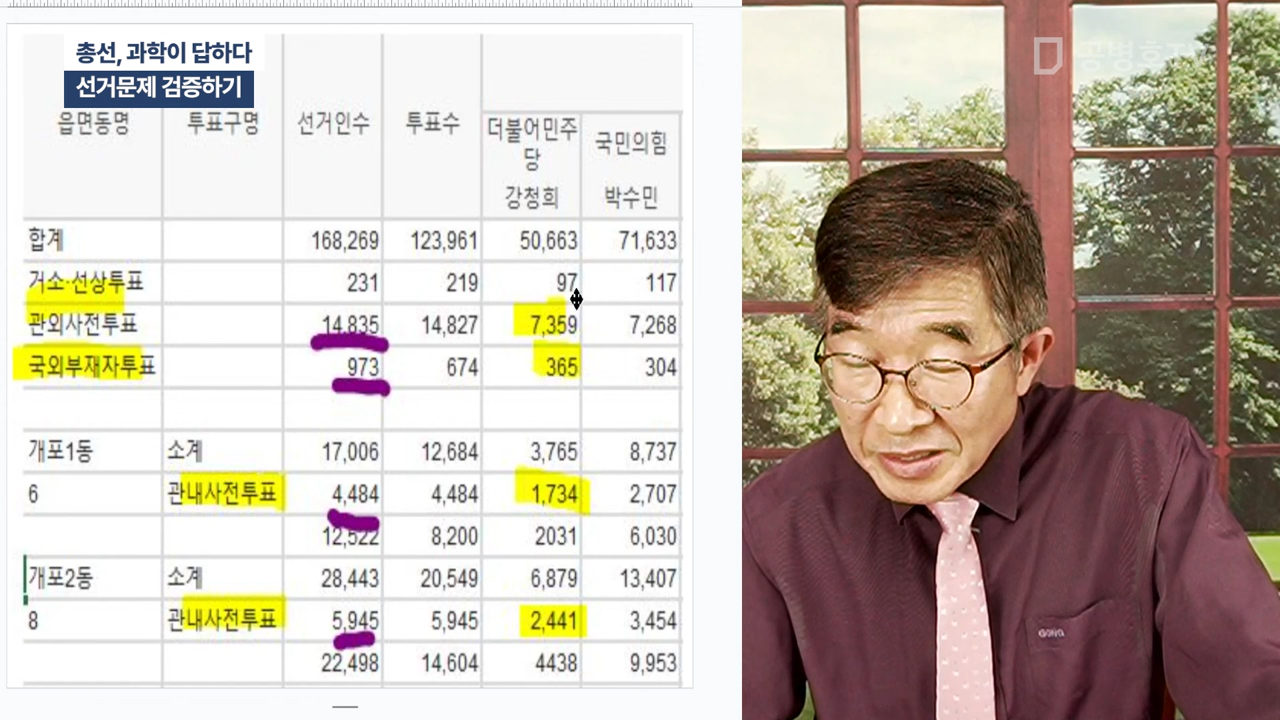 총선, 과학이 답하다
선거문제 검증하기
공병호TV
읍면동명 투표구명 선거인수 투표수 더불어민주당 강청희 국민의힘 박수민
합계 168,269 123,961 50,663 71,633
거소·선상투표 231 219 97 117
관외사전투표 14,835 14,827 7,359 7,268
국외부재자투표 973 674 365 304
개포1동 소계 17,006 12,684 3,765 8,737
6 관내사전투표 4,484 4,484 1,734 2,707
12,522 8,200 2031 6,030
개포2동 소계 28,443 20,549 6,879 13,407
8 관내사전투표 5,945 5,945 2,441 3,454
22,498 14,604 4438 9,953
GONG